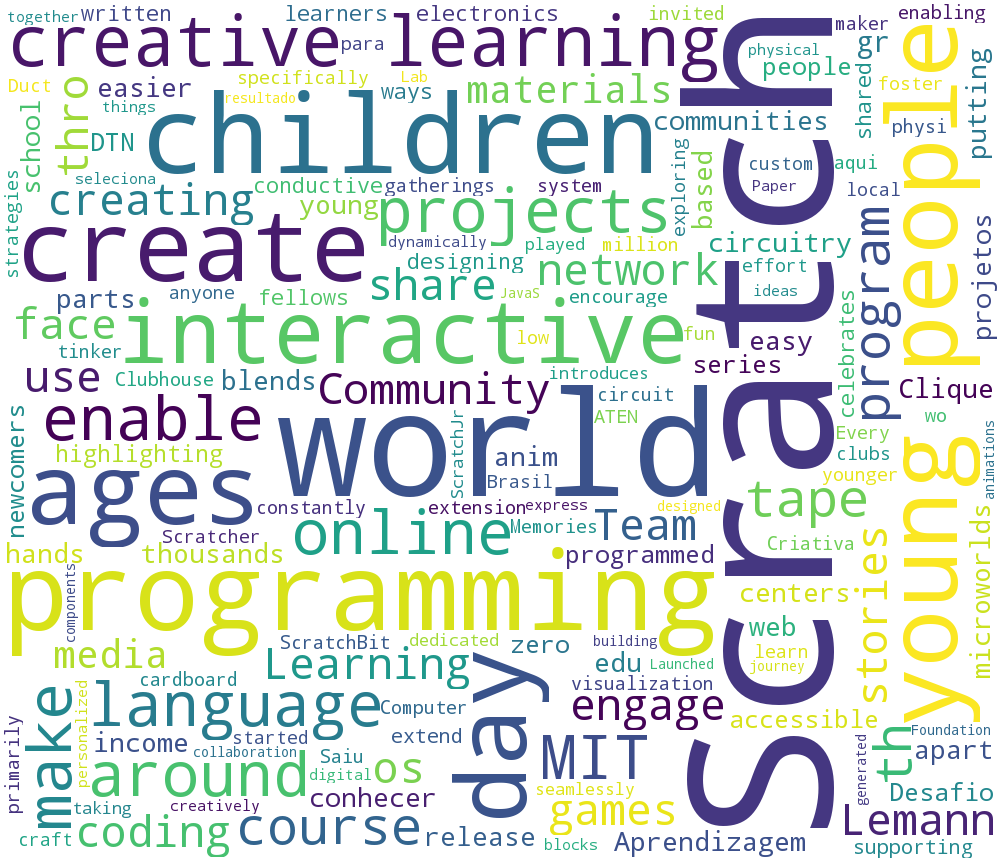 together
written
learners
electronics
invited
maker
enabling
creative learning
para
physical
people
gr
shared
foster
putting
Duct
easier
specifically
Lab
resultado
ways
materials
things
thro
school
DTN
children
communities
physi
Scratch
young people
seleciona
conductive
gatherings
system
exploring
based
custom
Paper
aqui
local
strategies
creating
young
projects
dynamically
played
million
circuitry
create
designing
network
effort
program
projetos
parts
anyone
fellows
share
JavaS
encourage
ideas
face
tinker
interactive
low
fun
easy
series
celebrates
use
Clubhouse
blends
Community
introduces
circuit
Clique
enable
ATEN
world
wo
Every
clubs
younger
animations
newcomers
highlighting
ages
ScratchJr
anim
Brasil
constantly
extension
express
designed
tape
Scratcher
online
Memories
Team
Criativa
hands
thousands
programmed
stories
microworlds
programming
components
centers
ScratchBit
dedicated
zero
building
web
media
Learning
edu
Launched
learn
journey
cardboard
visualization
personalized
make
language
Computer
day
engage
accessible
th
Foundation
income
started
extend
MIT
apart
primarily
collaboration
Saiu
around
digital
os
seamlessly
generated
Desafio
taking
creatively
conhecer
games
Lemann
craft
coding
course
release
blocks
Aprendizagem
supporting